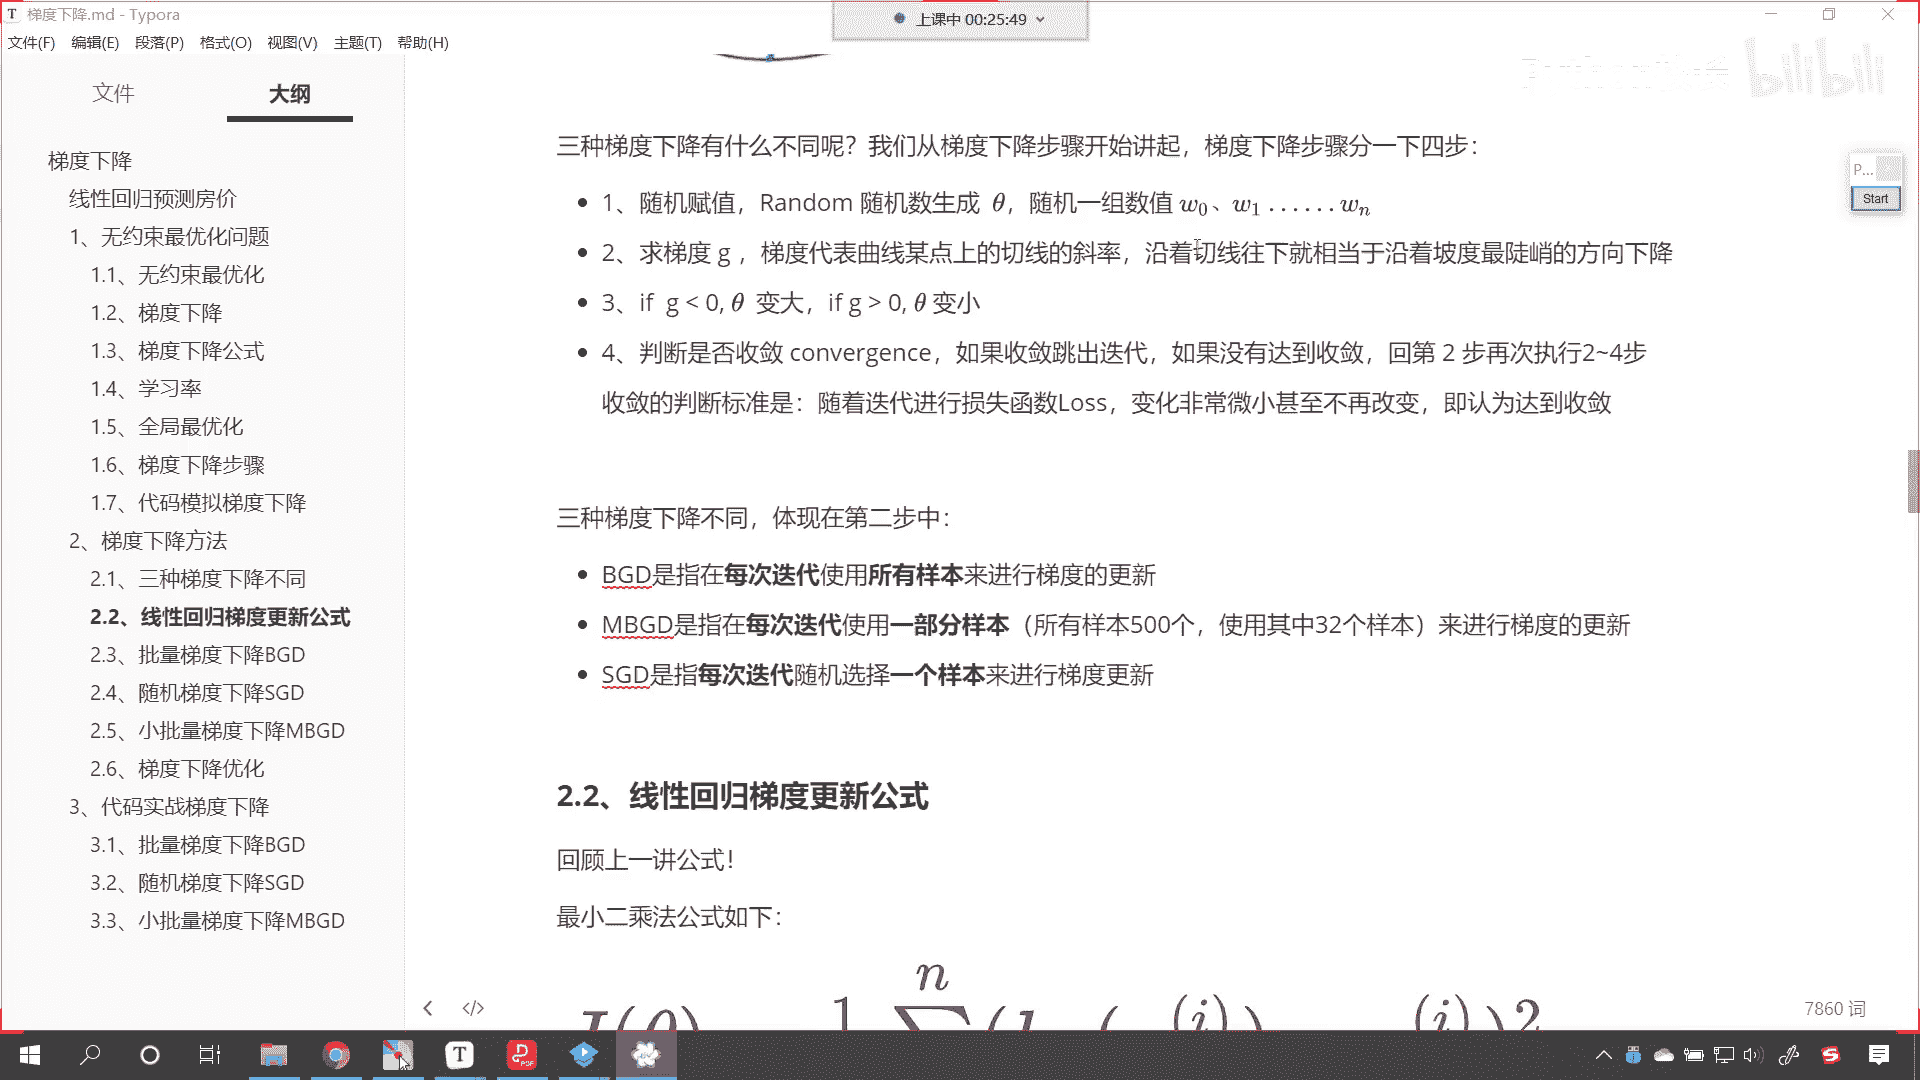 梯度下降.md - Typora
上课中 00:25:49
文件(F) 编辑(E) 段落(P) 格式(O) 视图(V) 主题(T) 帮助(H)
bilibili
文件 大纲
梯度下降
线性回归预测房价
1、无约束最优化问题
1.1、无约束最优化
1.2、梯度下降
1.3、梯度下降公式
1.4、学习率
1.5、全局最优化
1.6、梯度下降步骤
1.7、代码模拟梯度下降
2、梯度下降方法
2.1、三种梯度下降不同
2.2、线性回归梯度更新公式
2.3、批量梯度下降BGD
2.4、随机梯度下降SGD
2.5、小批量梯度下降MBGD
2.6、梯度下降优化
3、代码实战梯度下降
3.1、批量梯度下降BGD
3.2、随机梯度下降SGD
3.3、小批量梯度下降MBGD
三种梯度下降有什么不同呢？我们从梯度下降步骤开始讲起，梯度下降步骤分一下四步：
1、随机赋值，Random 随机数生成 θ，随机一组数值 w₀、w₁ ...... wₙ
2、求梯度 g ，梯度代表曲线某点上的切线的斜率，沿着切线往下就相当于沿着坡度最陡峭的方向下降
3、if g < 0, θ 变大，if g > 0, θ 变小
4、判断是否收敛 convergence，如果收敛跳出迭代，如果没有达到收敛，回第 2 步再次执行2~4步
收敛的判断标准是：随着迭代进行损失函数Loss，变化非常微小甚至不再改变，即认为达到收敛
三种梯度下降不同，体现在第二步中：
BGD是指在每次迭代使用所有样本来进行梯度的更新
MBGD是指在每次迭代使用一部分样本（所有样本500个，使用其中32个样本）来进行梯度的更新
SGD是指每次迭代随机选择一个样本来进行梯度更新
2.2、线性回归梯度更新公式
回顾上一讲公式！
最小二乘法公式如下：
P...
Start
7860 词